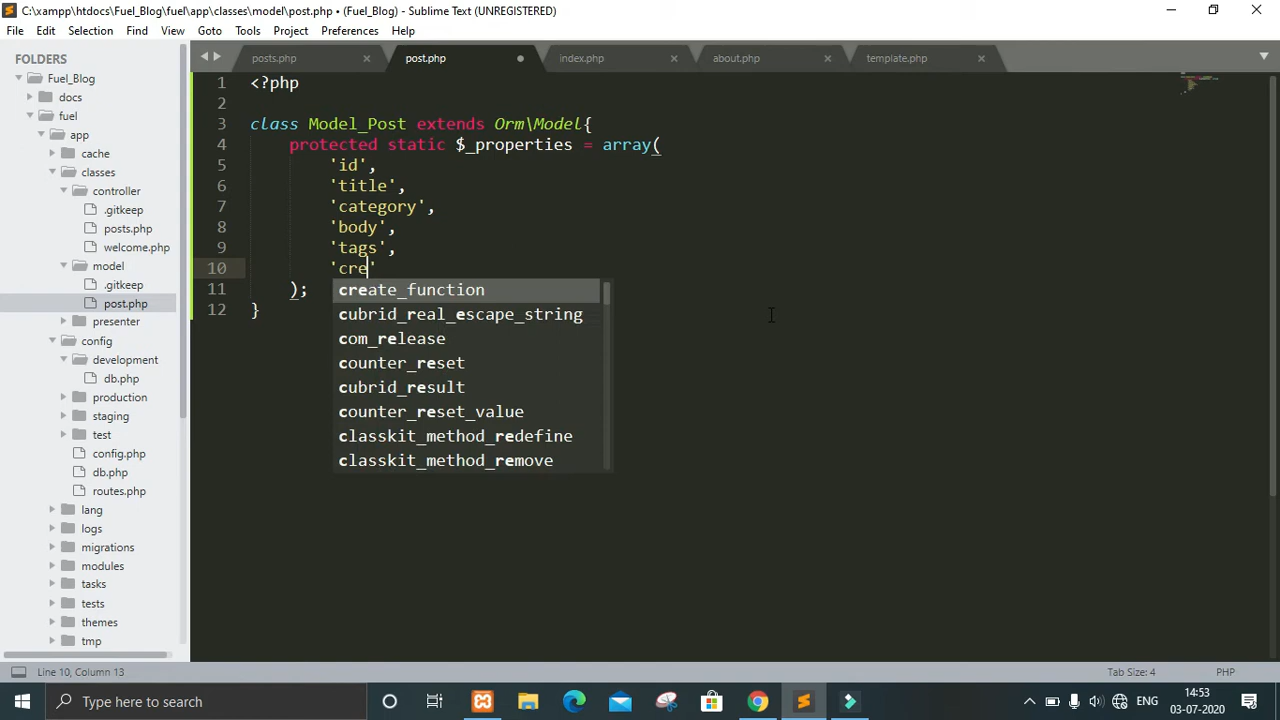 C:\xampp\htdocs\Fuel_Blog\fuel\app\classes\model\post.php • (Fuel_Blog) - Sublime Text (UNREGISTERED)
File Edit Selection Find View Goto Tools Project Preferences Help
FOLDERS
Fuel_Blog
docs
fuel
app
cache
classes
controller
.gitkeep
posts.php
welcome.php
model
.gitkeep
post.php
presenter
config
development
db.php
production
staging
test
config.php
db.php
routes.php
lang
logs
migrations
modules
tasks
tests
themes
tmp
posts.php post.php index.php about.php template.php
1 <?php
2
3 class Model_Post extends Orm\Model{
4 protected static $_properties = array(
5 'id',
6 'title',
7 'category',
8 'body',
9 'tags',
10 'cre'
11 );
12 }
create_function
cubrid_real_escape_string
com_release
counter_reset
cubrid_result
counter_reset_value
classkit_method_redefine
classkit_method_remove
Line 10, Column 13 Tab Size: 4 PHP
Type here to search ENG 14:53
03-07-2020